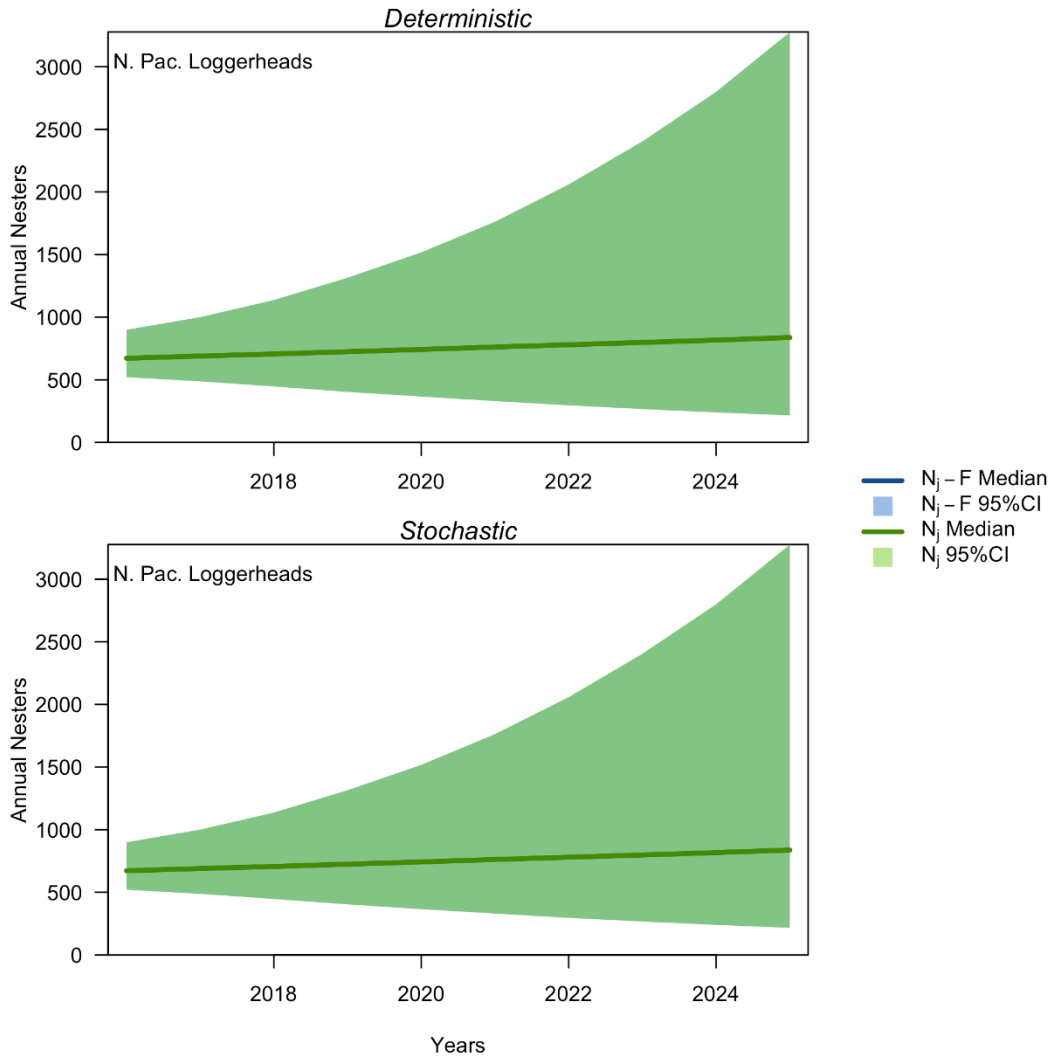 Deterministic
N. Pac. Loggerheads
Annual Nesters
3000
2500
2000
1500
1000
500
0
2018 2020 2022 2024
Nj – F Median
Nj – F 95%CI
Nj Median
Nj 95%CI
Stochastic
N. Pac. Loggerheads
Annual Nesters
3000
2500
2000
1500
1000
500
0
2018 2020 2022 2024
Years